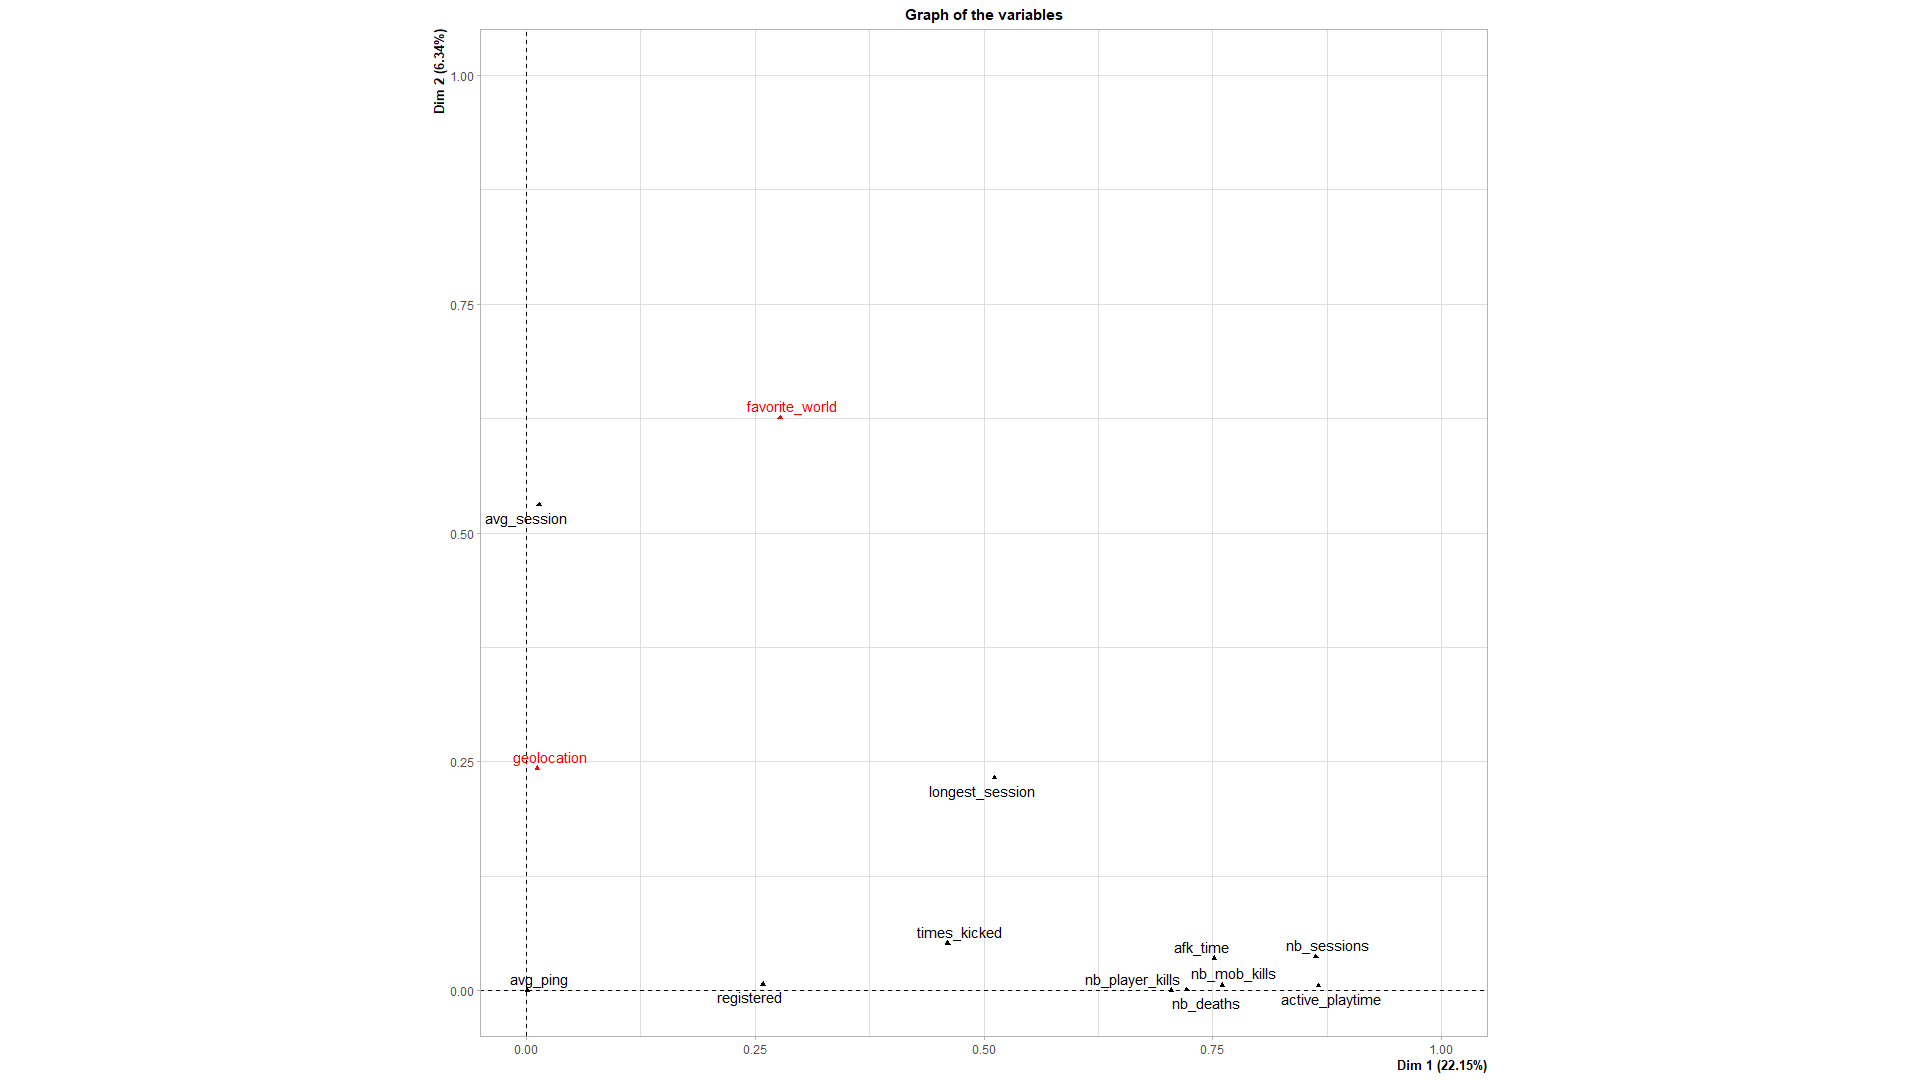 Graph of the variables
Dim 2 (6.34%)
1.00
0.75
favorite_world
avg_session
0.50
geolocation
0.25
longest_session
times_kicked
afk_time
nb_sessions
avg_ping
nb_player_kills
nb_mob_kills
0.00
registered
nb_deaths
active_playtime
0.00 0.25 0.50 0.75 1.00
Dim 1 (22.15%)